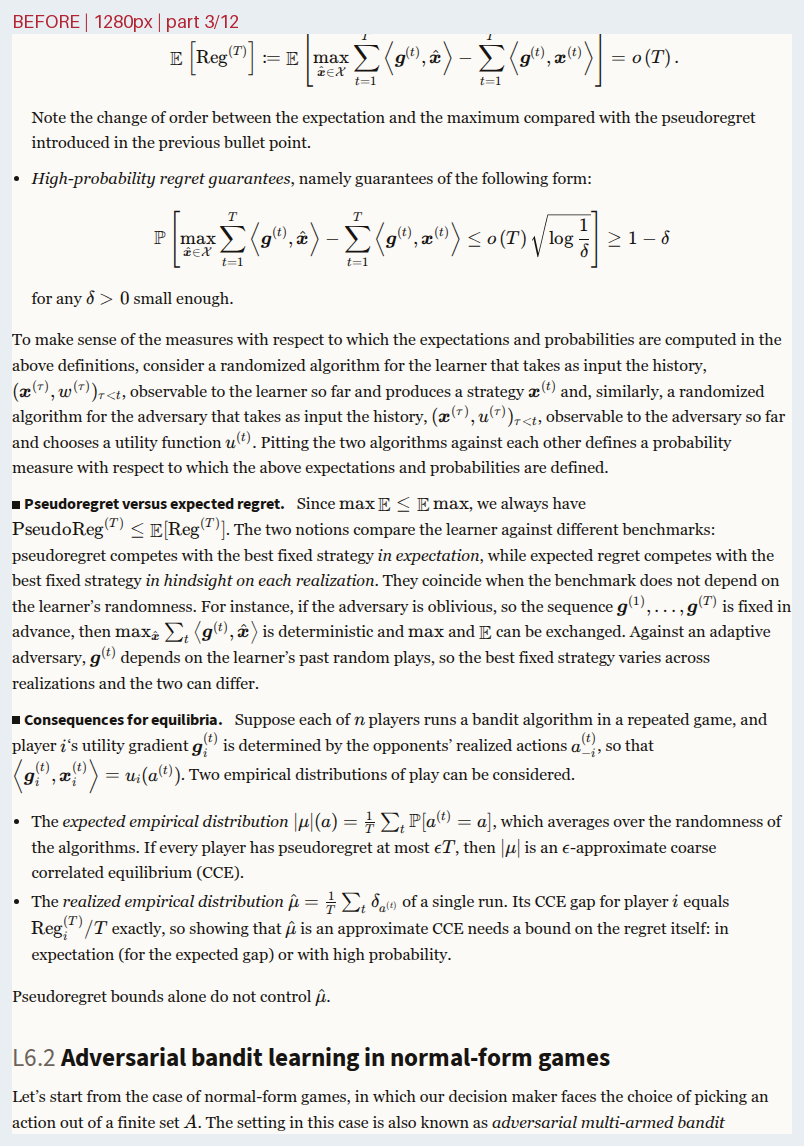 BEFORE | 1280px | part 3/12
𝔼 [Reg^(T)] := 𝔼 [max_{x̂∈𝒳} ∑_{t=1}^T ⟨g^(t), x̂⟩ − ∑_{t=1}^T ⟨g^(t), x^(t)⟩] = o (T) .
Note the change of order between the expectation and the maximum compared with the pseudoregret
introduced in the previous bullet point.
• High-probability regret guarantees, namely guarantees of the following form:
ℙ [max_{x̂∈𝒳} ∑_{t=1}^T ⟨g^(t), x̂⟩ − ∑_{t=1}^T ⟨g^(t), x^(t)⟩ ≤ o (T) √(log 1/δ)] ≥ 1 − δ
for any δ > 0 small enough.
To make sense of the measures with respect to which the expectations and probabilities are computed in the
above definitions, consider a randomized algorithm for the learner that takes as input the history,
(x^(τ), w^(τ))_{τ<t}, observable to the learner so far and produces a strategy x^(t) and, similarly, a randomized
algorithm for the adversary that takes as input the history, (x^(τ), u^(τ))_{τ<t}, observable to the adversary so far
and chooses a utility function u^(t). Pitting the two algorithms against each other defines a probability
measure with respect to which the above expectations and probabilities are defined.
■ Pseudoregret versus expected regret. Since max 𝔼 ≤ 𝔼 max, we always have
PseudoReg^(T) ≤ 𝔼[Reg^(T)]. The two notions compare the learner against different benchmarks:
pseudoregret competes with the best fixed strategy in expectation, while expected regret competes with the
best fixed strategy in hindsight on each realization. They coincide when the benchmark does not depend on
the learner's randomness. For instance, if the adversary is oblivious, so the sequence g^(1), . . . , g^(T) is fixed in
advance, then max_x̂ ∑_t ⟨g^(t), x̂⟩ is deterministic and max and 𝔼 can be exchanged. Against an adaptive
adversary, g^(t) depends on the learner's past random plays, so the best fixed strategy varies across
realizations and the two can differ.
■ Consequences for equilibria. Suppose each of n players runs a bandit algorithm in a repeated game, and
player i‘s utility gradient g_i^(t) is determined by the opponents' realized actions a_{−i}^(t), so that
⟨g_i^(t), x_i^(t)⟩ = u_i(a^(t)). Two empirical distributions of play can be considered.
• The expected empirical distribution |μ|(a) = 1/T ∑_t ℙ[a^(t) = a], which averages over the randomness of
the algorithms. If every player has pseudoregret at most ϵT, then |μ| is an ϵ-approximate coarse
correlated equilibrium (CCE).
• The realized empirical distribution μ̂ = 1/T ∑_t δ_{a^(t)} of a single run. Its CCE gap for player i equals
Reg_i^(T)/T exactly, so showing that μ̂ is an approximate CCE needs a bound on the regret itself: in
expectation (for the expected gap) or with high probability.
Pseudoregret bounds alone do not control μ̂.
L6.2 Adversarial bandit learning in normal-form games
Let's start from the case of normal-form games, in which our decision maker faces the choice of picking an
action out of a finite set A. The setting in this case is also known as adversarial multi-armed bandit